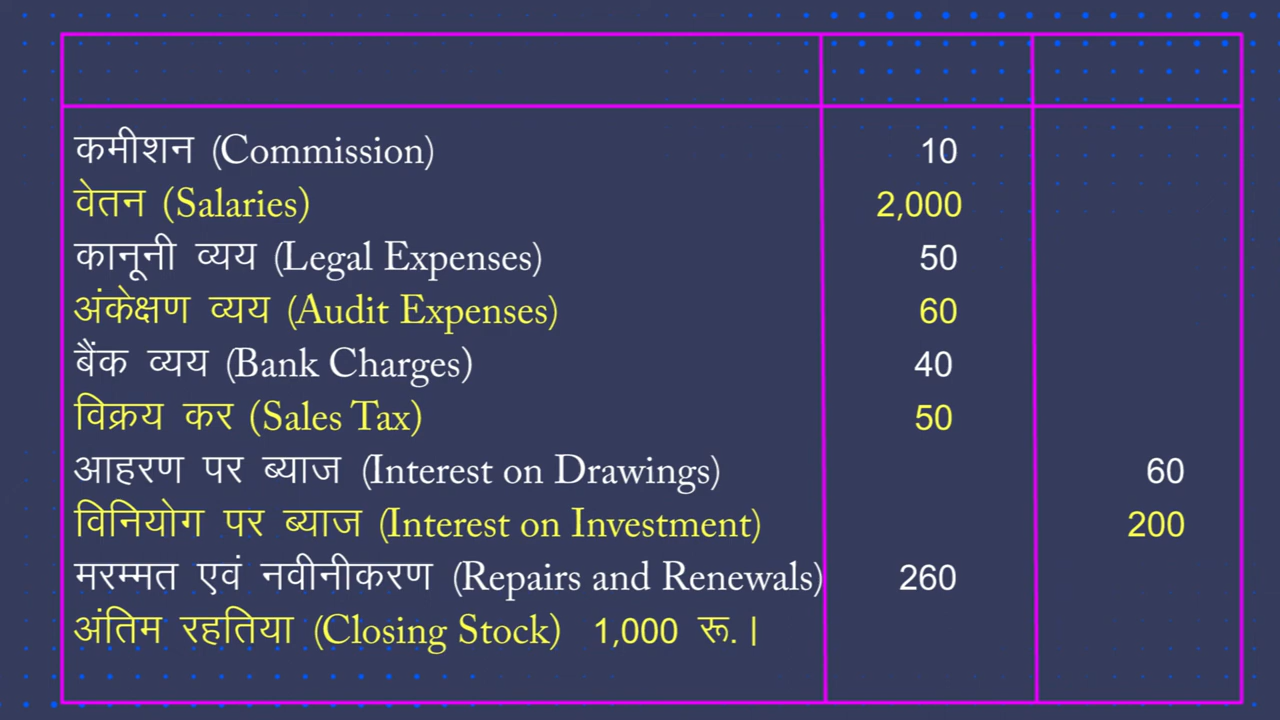 कमीशन (Commission) 10
वेतन (Salaries) 2,000
कानूनी व्यय (Legal Expenses) 50
अंकेक्षण व्यय (Audit Expenses) 60
बैंक व्यय (Bank Charges) 40
विक्रय कर (Sales Tax) 50
आहरण पर ब्याज (Interest on Drawings) 60
विनियोग पर ब्याज (Interest on Investment) 200
मरम्मत एवं नवीनीकरण (Repairs and Renewals) 260
अंतिम रहतिया (Closing Stock) 1,000 रू.।